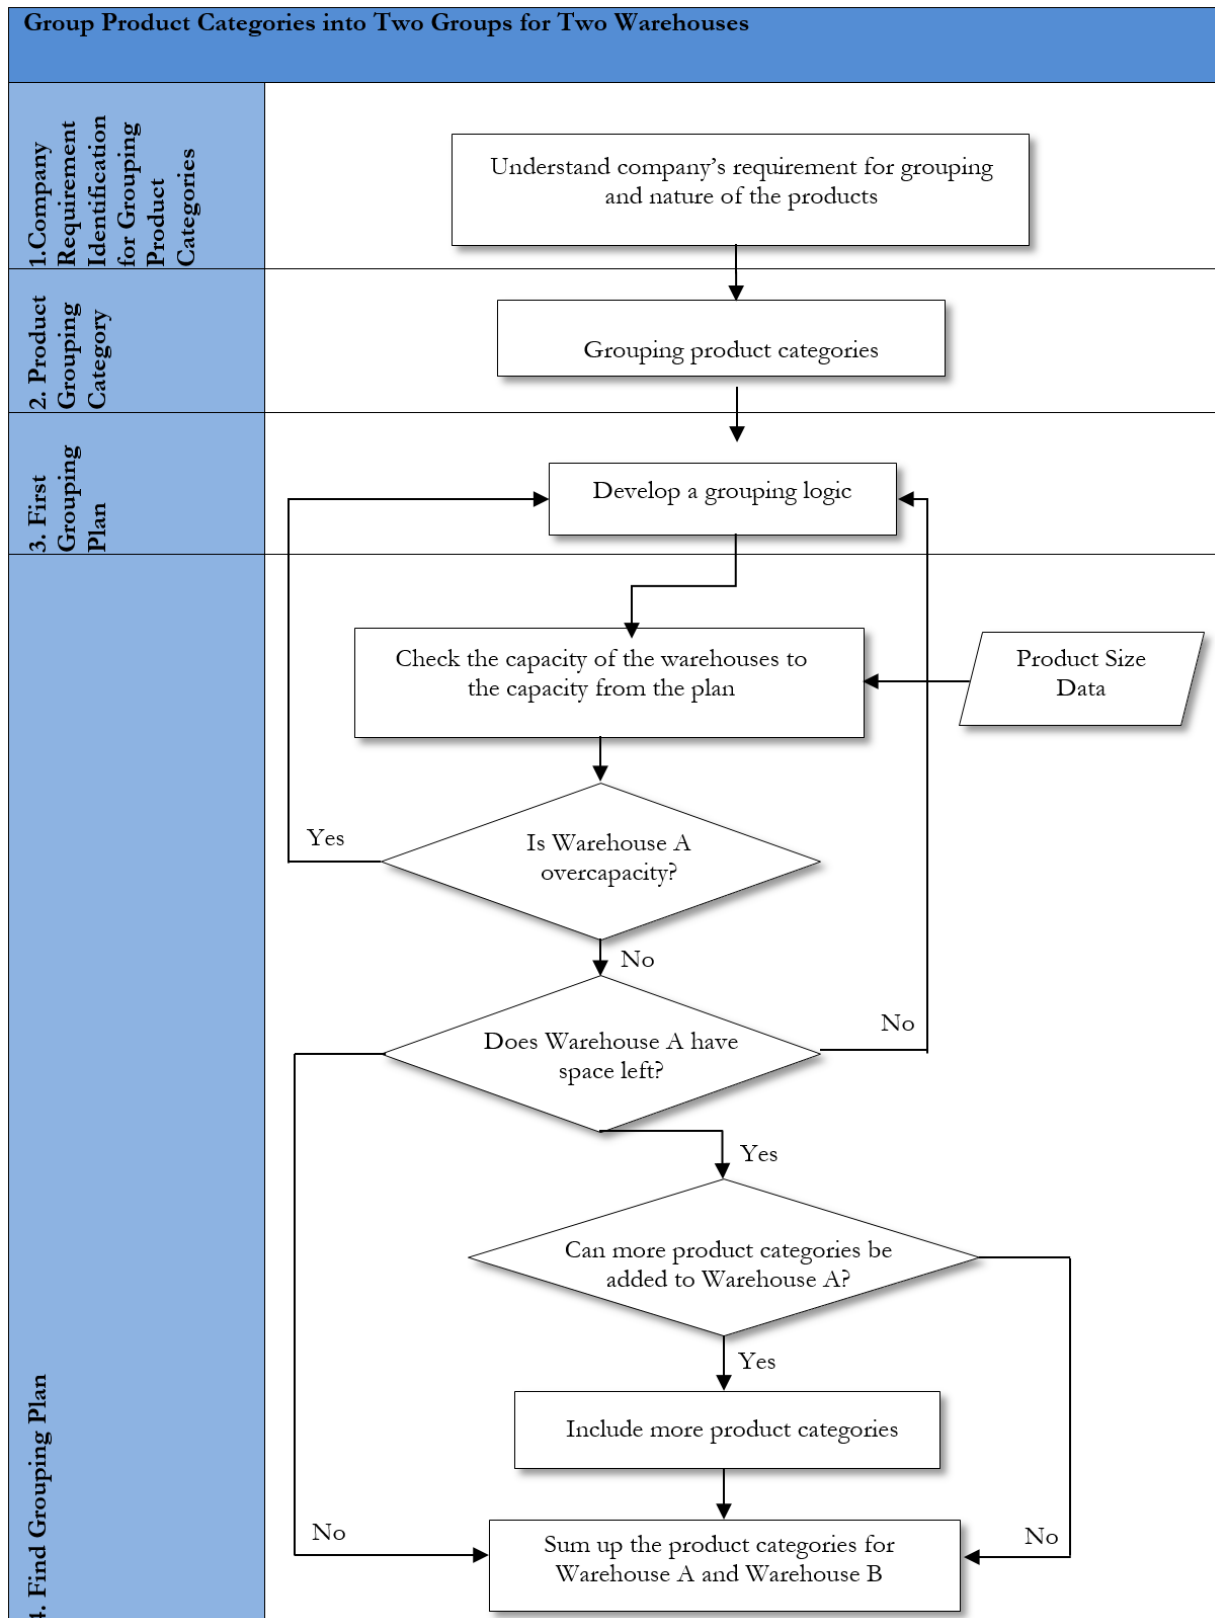 Group Product Categories into Two Groups for Two Warehouses
1.Company
Requirement
Identification
for Grouping
Product
Categories
Understand company’s requirement for grouping
and nature of the products
2. Product
Grouping
Category
Grouping product categories
3. First
Grouping
Plan
Develop a grouping logic
4. Find Grouping Plan
Check the capacity of the warehouses to
the capacity from the plan
Product Size
Data
Yes
Is Warehouse A
overcapacity?
No
Does Warehouse A have
space left?
No
Yes
Can more product categories be
added to Warehouse A?
Yes
Include more product categories
No
Sum up the product categories for
Warehouse A and Warehouse B
No